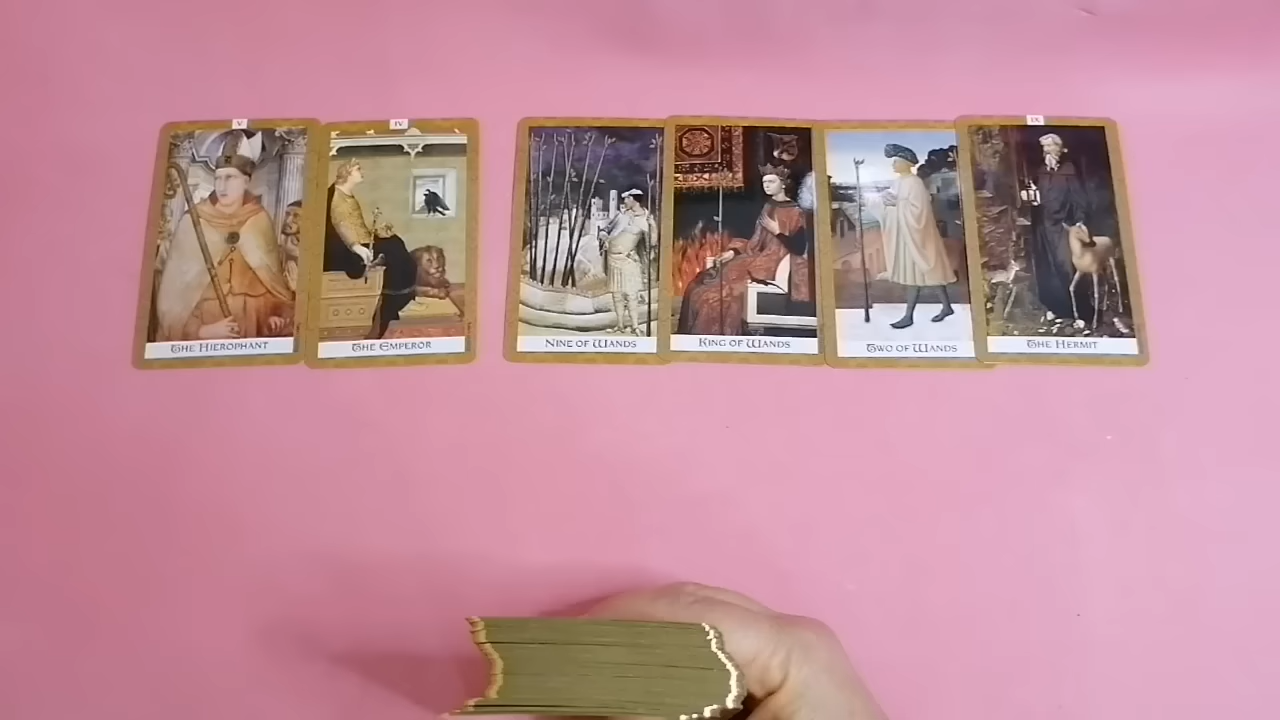 V
THE HIEROPHANT
IV
THE EMPEROR
NINE OF WANDS
KING OF WANDS
TWO OF WANDS
IX
THE HERMIT